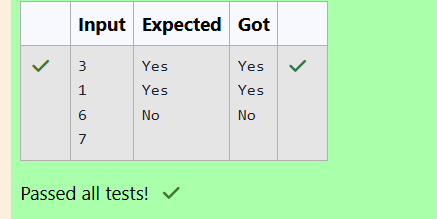 Input Expected Got
3 Yes Yes
1 Yes Yes
6 No No
7
Passed all tests!